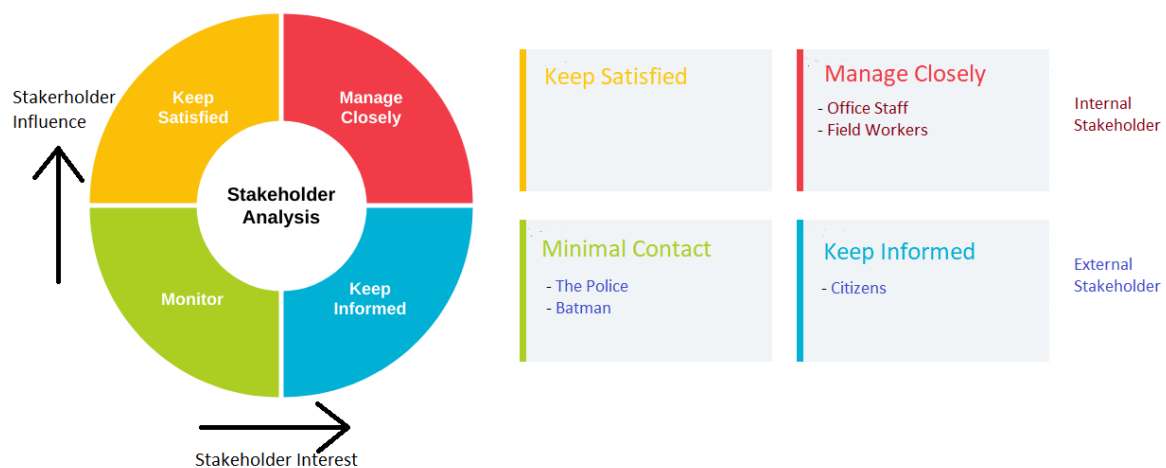 Stakerholder
Influence
Keep
Satisfied
Manage
Closely
Stakeholder
Analysis
Monitor
Keep
Informed
Stakeholder Interest
Keep Satisfied
Manage Closely
- Office Staff
- Field Workers
Internal
Stakeholder
Minimal Contact
- The Police
- Batman
Keep Informed
- Citizens
External
Stakeholder